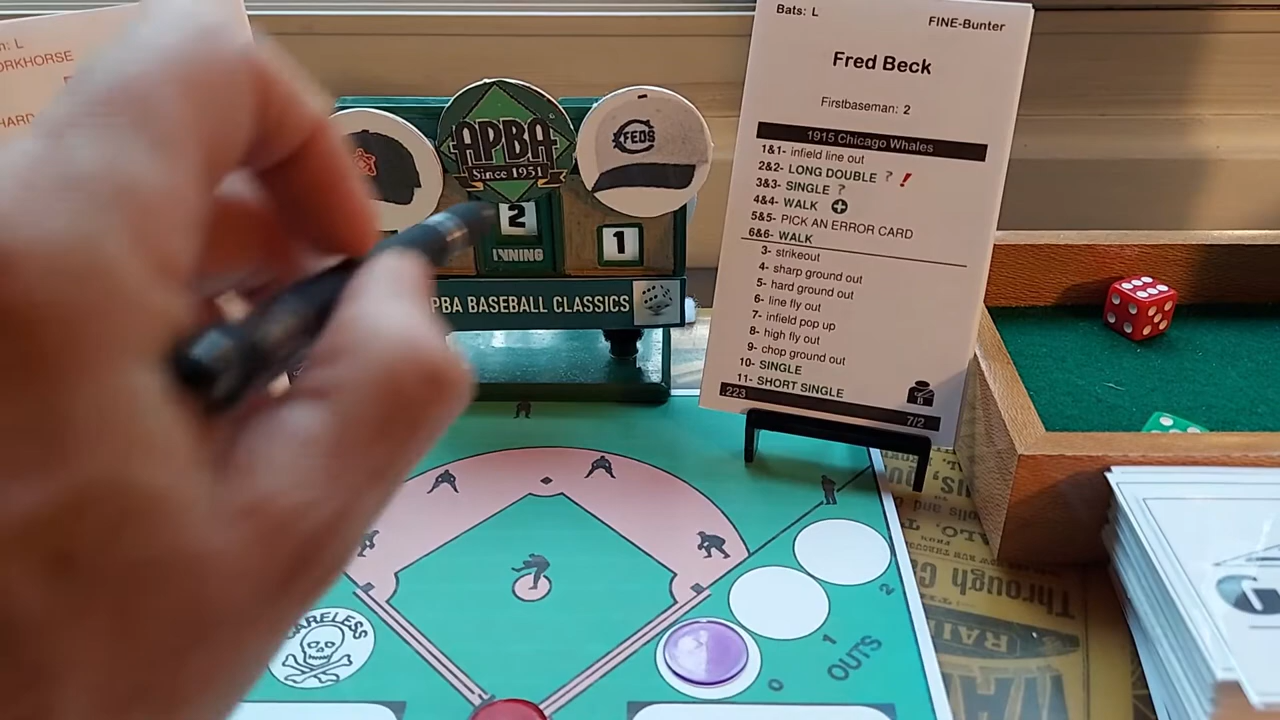 n: L
ORKHORSE
HARD
APBA
Since 1951
FEDS
2
INNING
1
PBA BASEBALL CLASSICS
Bats: L
FINE-Bunter
Fred Beck
Firstbaseman: 2
1915 Chicago Whales
1&1- infield line out
2&2- LONG DOUBLE ? !
3&3- SINGLE ?
4&4- WALK +
5&5- PICK AN ERROR CARD
6&6- WALK
3- strikeout
4- sharp ground out
5- hard ground out
6- line fly out
7- infield pop up
8- high fly out
9- chop ground out
10- SINGLE
11- SHORT SINGLE
B
223
7/2
CARELESS
0
1
2
OUTS
Through Ca
RAIL